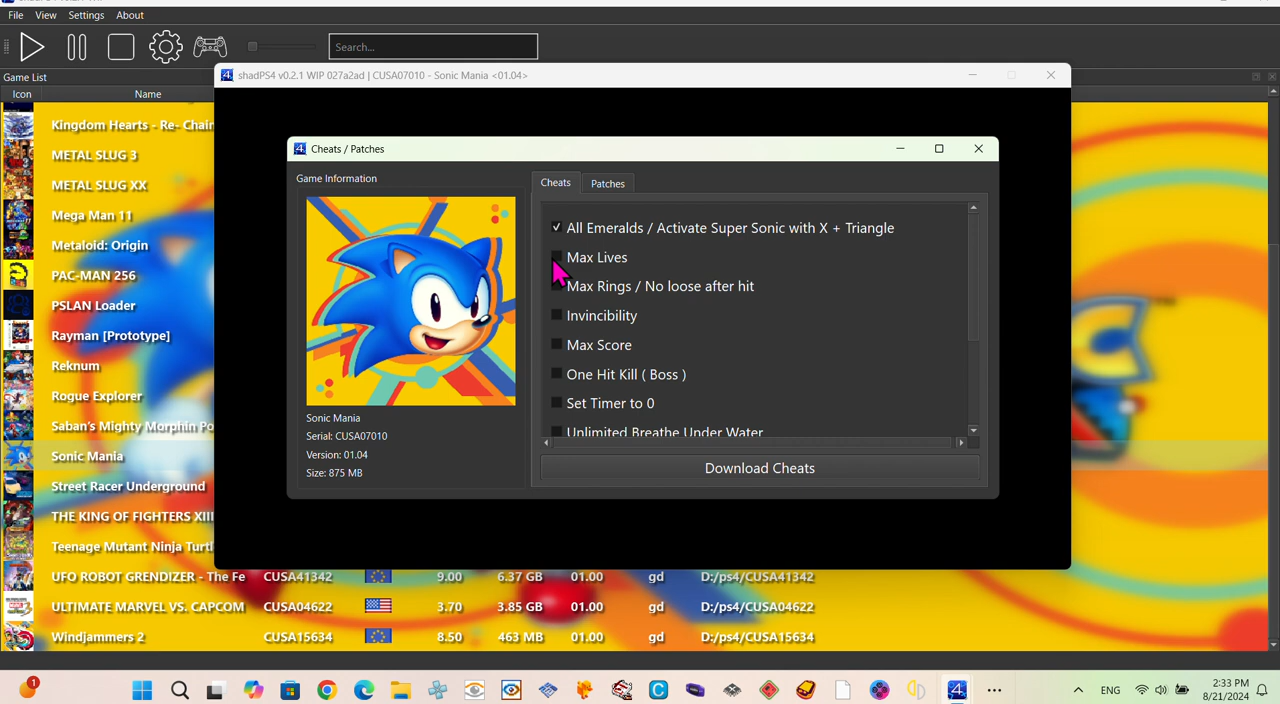 File View Settings About
Search...
Game List
Icon Name
shadPS4 v0.2.1 WIP 027a2ad | CUSA07010 - Sonic Mania <01.04>
Kingdom Hearts - Re- Chain
METAL SLUG 3
METAL SLUG XX
Mega Man 11
Metaloid: Origin
PAC-MAN 256
PSLAN Loader
Rayman [Prototype]
Reknum
Rogue Explorer
Saban's Mighty Morphin Po
Sonic Mania
Street Racer Underground
THE KING OF FIGHTERS XIII
Teenage Mutant Ninja Turtl
UFO ROBOT GRENDIZER - The Fe CUSA41342 9.00 6.37 GB 01.00 gd D:/ps4/CUSA41342
ULTIMATE MARVEL VS. CAPCOM CUSA04622 3.70 3.85 GB 01.00 gd D:/ps4/CUSA04622
Windjammers 2 CUSA15634 8.50 463 MB 01.00 gd D:/ps4/CUSA15634
Cheats / Patches
Game Information
Sonic Mania
Serial: CUSA07010
Version: 01.04
Size: 875 MB
Cheats Patches
All Emeralds / Activate Super Sonic with X + Triangle
Max Lives
Max Rings / No loose after hit
Invincibility
Max Score
One Hit Kill ( Boss )
Set Timer to 0
Unlimited Breathe Under Water
Download Cheats
1
ENG
2:33 PM
8/21/2024